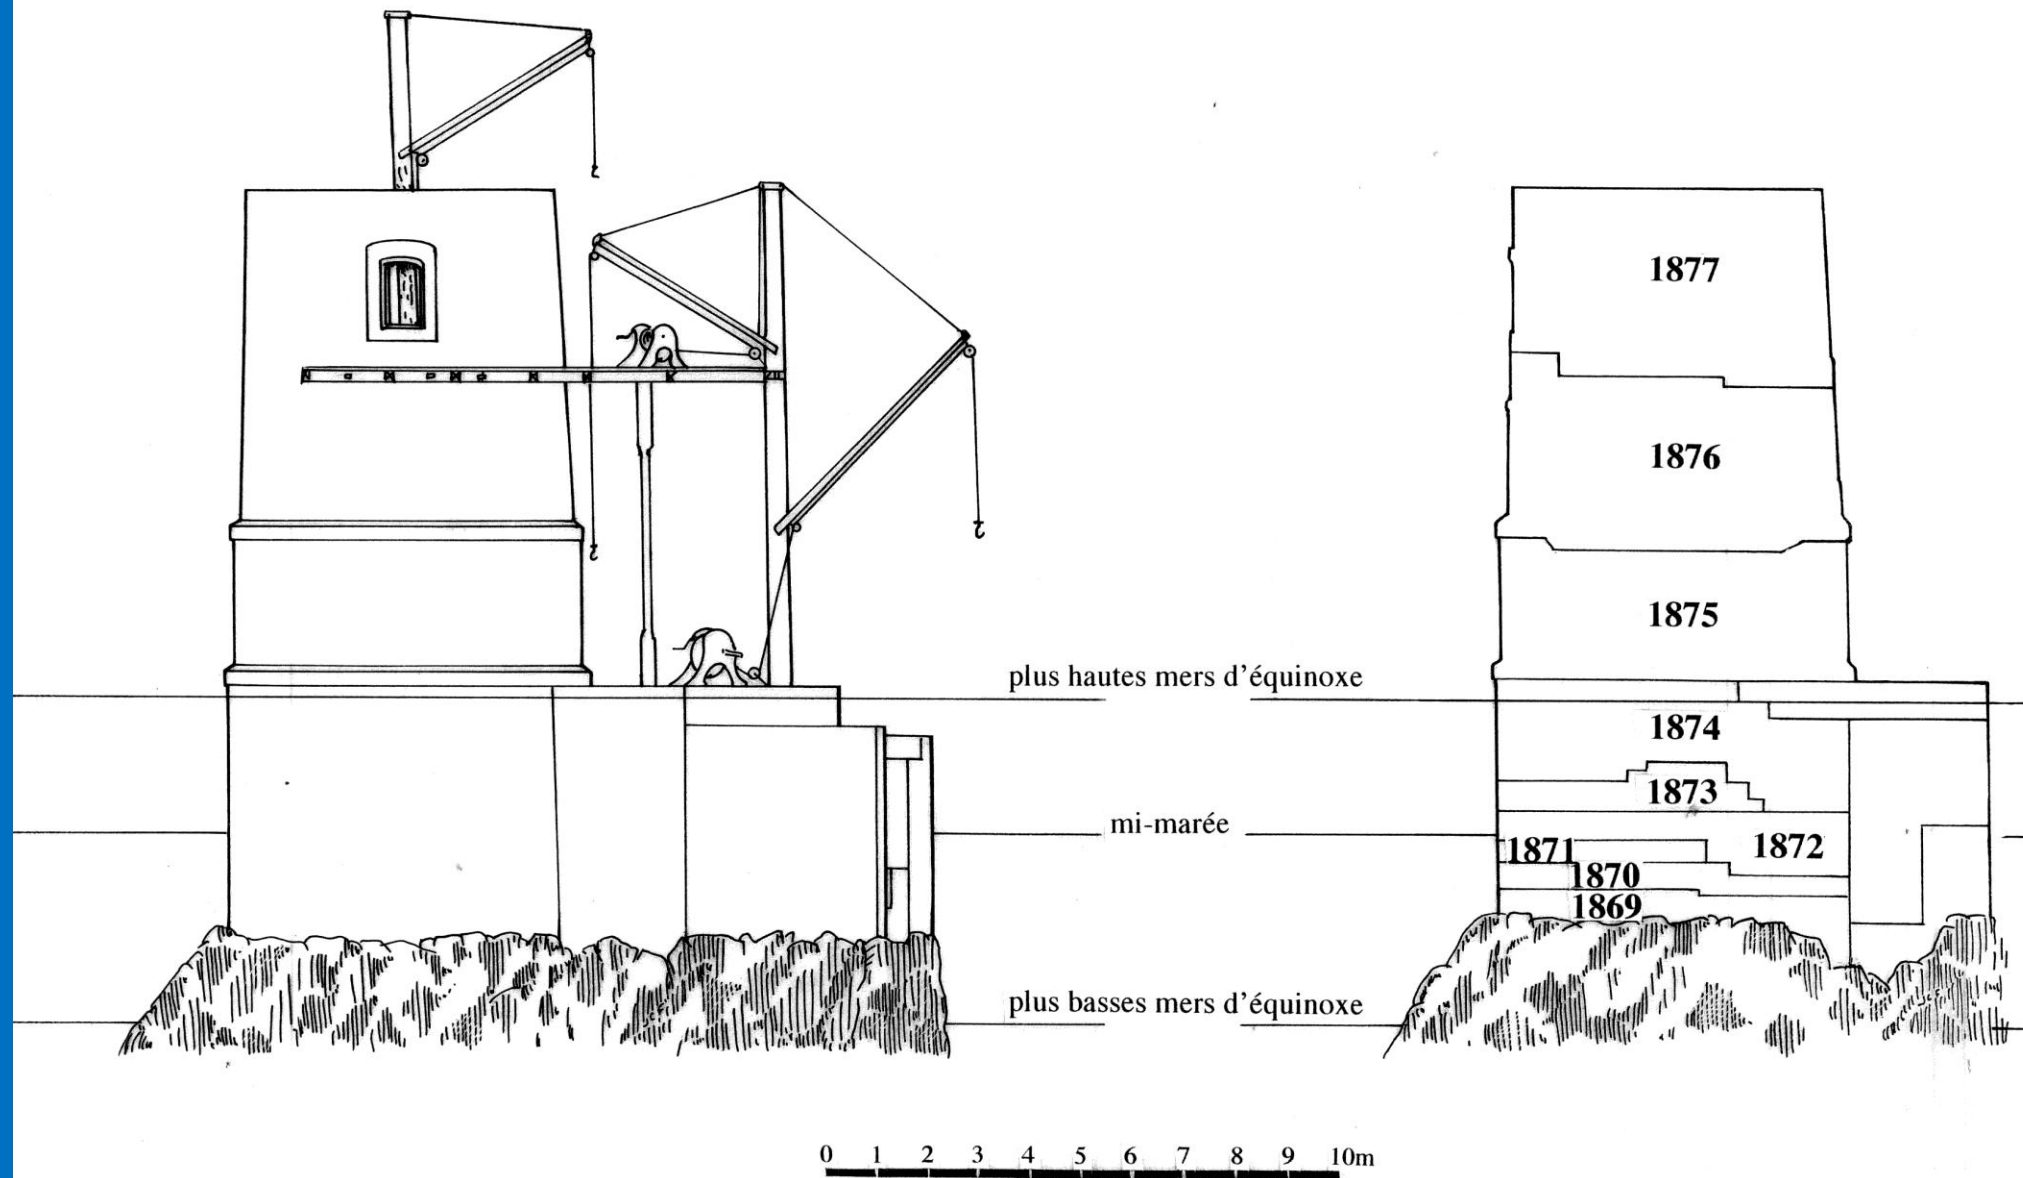 1877
1876
1875
plus hautes mers d'équinoxe
1874
1873
mi-marée
1871 1872
1870
1869
plus basses mers d'équinoxe
0 1 2 3 4 5 6 7 8 9 10m